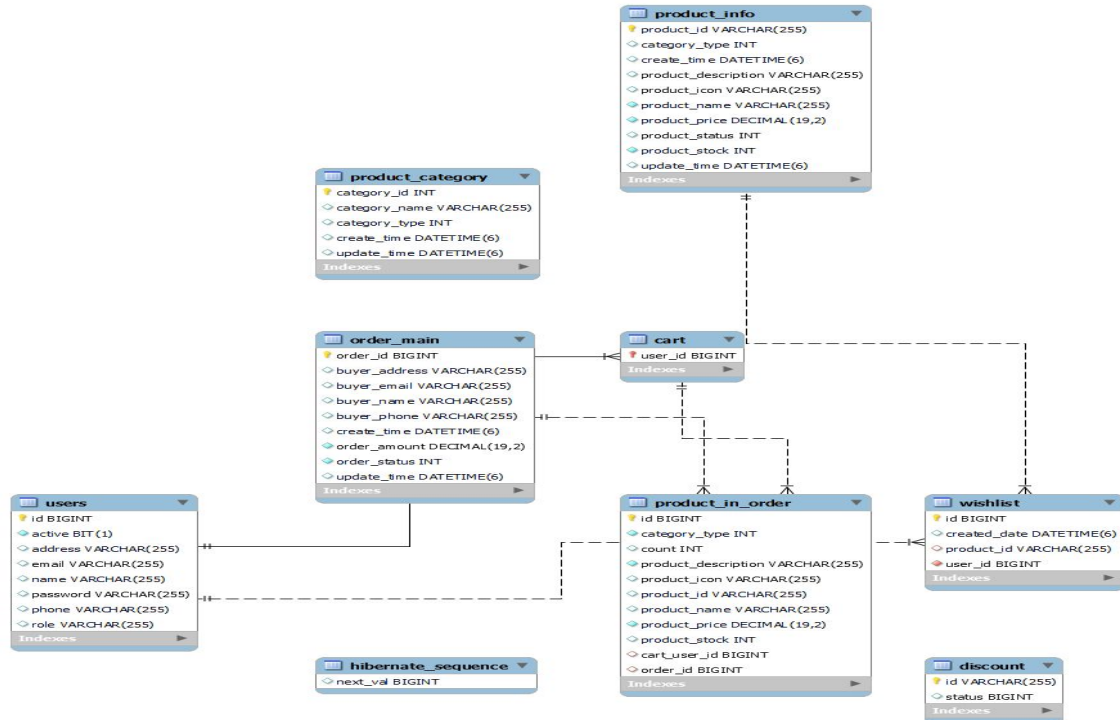 product_info
product_id VARCHAR(255)
category_type INT
create_time DATETIME(6)
product_description VARCHAR(255)
product_icon VARCHAR(255)
product_name VARCHAR(255)
product_price DECIMAL(19,2)
product_status INT
product_stock INT
update_time DATETIME(6)
Indexes
product_category
category_id INT
category_name VARCHAR(255)
category_type INT
create_time DATETIME(6)
update_time DATETIME(6)
Indexes
order_main
order_id BIGINT
buyer_address VARCHAR(255)
buyer_email VARCHAR(255)
buyer_name VARCHAR(255)
buyer_phone VARCHAR(255)
create_time DATETIME(6)
order_amount DECIMAL(19,2)
order_status INT
update_time DATETIME(6)
Indexes
cart
user_id BIGINT
Indexes
users
id BIGINT
active BIT(1)
address VARCHAR(255)
email VARCHAR(255)
name VARCHAR(255)
password VARCHAR(255)
phone VARCHAR(255)
role VARCHAR(255)
Indexes
product_in_order
id BIGINT
category_type INT
count INT
product_description VARCHAR(255)
product_icon VARCHAR(255)
product_id VARCHAR(255)
product_name VARCHAR(255)
product_price DECIMAL(19,2)
product_stock INT
cart_user_id BIGINT
order_id BIGINT
Indexes
wishlist
id BIGINT
created_date DATETIME(6)
product_id VARCHAR(255)
user_id BIGINT
Indexes
hibernate_sequence
next_val BIGINT
discount
id VARCHAR(255)
status BIGINT
Indexes